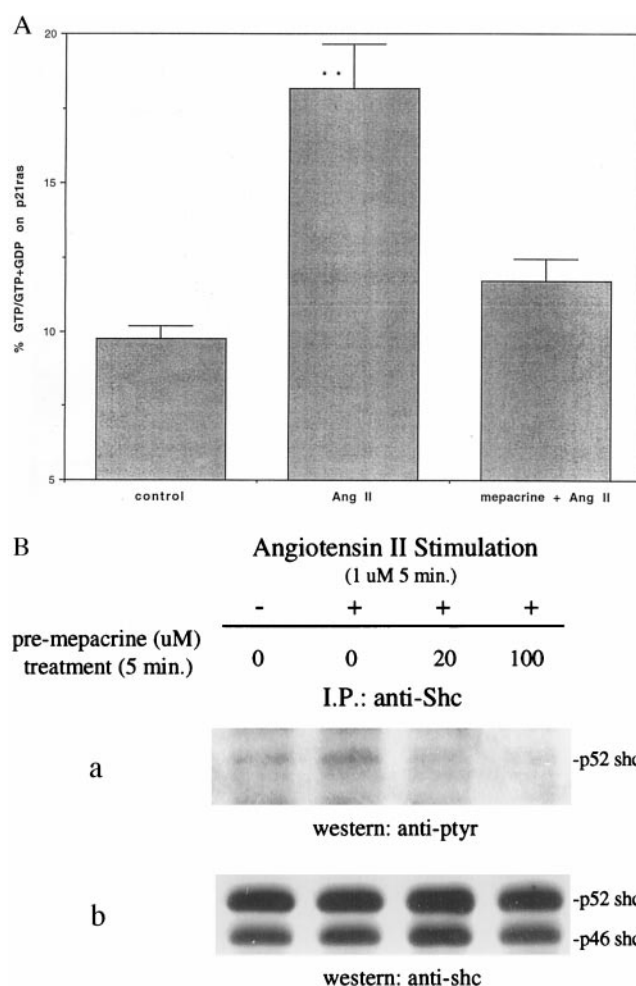 A
% GTP/GTP+GDP on p21ras
20
15
10
5
control
Ang II
mepacrine + Ang II
**
B
Angiotensin II Stimulation
(1 uM 5 min.)
- + + +
pre-mepacrine (uM)
treatment (5 min.)
0 0 20 100
I.P.: anti-Shc
a
-p52 shc
western: anti-ptyr
b
-p52 shc
-p46 shc
western: anti-shc